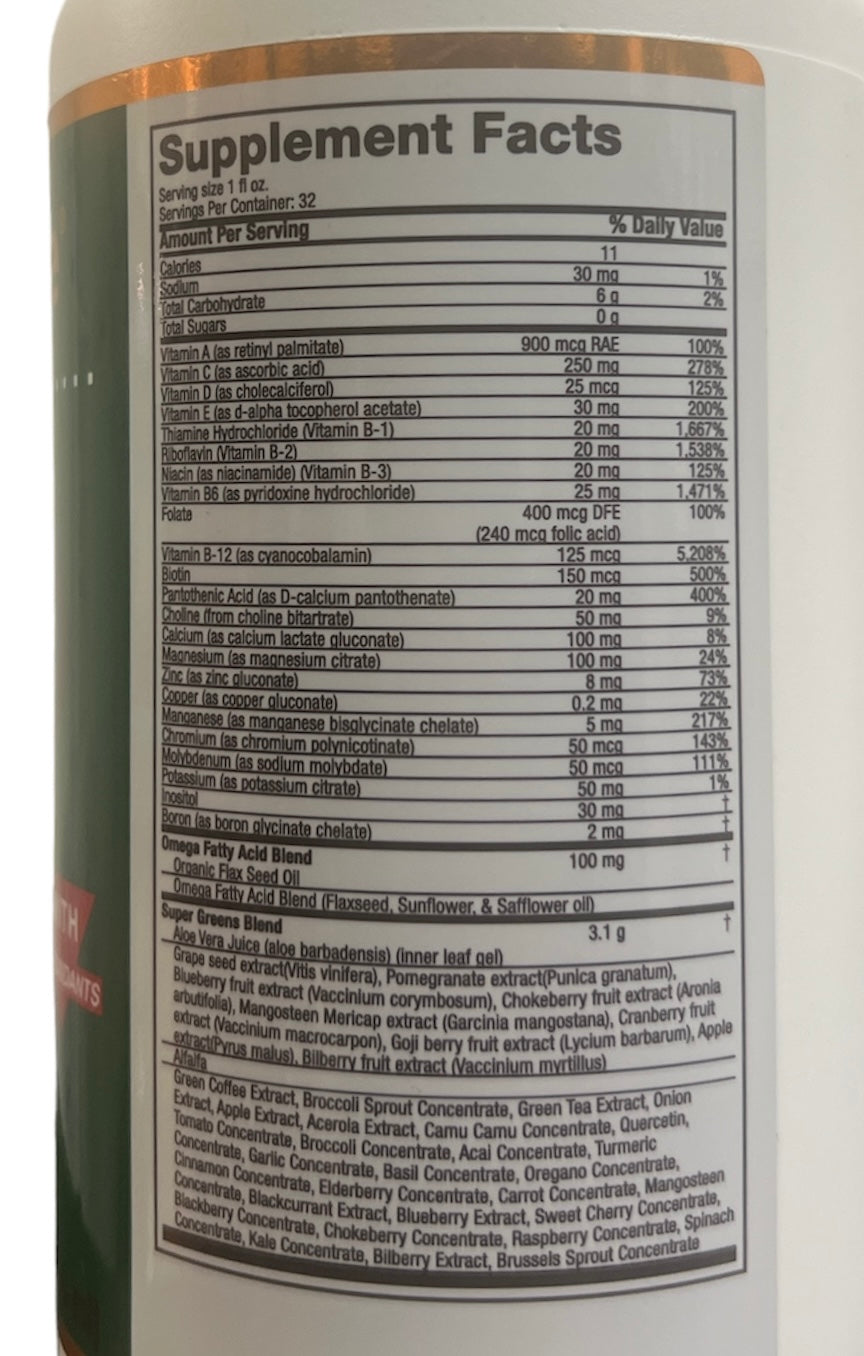 Supplement Facts
Serving size 1 fl oz.
Servings Per Container: 32
Amount Per Serving % Daily Value
Calories 11
Sodium 30 mg 1%
Total Carbohydrate 6 g 2%
Total Sugars 0 g
Vitamin A (as retinyl palmitate) 900 mcg RAE 100%
Vitamin C (as ascorbic acid) 250 mg 278%
Vitamin D (as cholecalciferol) 25 mcg 125%
Vitamin E (as d-alpha tocopherol acetate) 30 mg 200%
Thiamine Hydrochloride (Vitamin B-1) 20 mg 1,667%
Riboflavin (Vitamin B-2) 20 mg 1,538%
Niacin (as niacinamide) (Vitamin B-3) 20 mg 125%
Vitamin B6 (as pyridoxine hydrochloride) 25 mg 1,471%
Folate 400 mcg DFE 100%
(240 mcg folic acid)
Vitamin B-12 (as cyanocobalamin) 125 mcg 5,208%
Biotin 150 mcg 500%
Pantothenic Acid (as D-calcium pantothenate) 20 mg 400%
Choline (from choline bitartrate) 50 mg 9%
Calcium (as calcium lactate gluconate) 100 mg 8%
Magnesium (as magnesium citrate) 100 mg 24%
Zinc (as zinc gluconate) 8 mg 73%
Copper (as copper gluconate) 0.2 mg 22%
Manganese (as manganese bisglycinate chelate) 5 mg 217%
Chromium (as chromium polynicotinate) 50 mcg 143%
Molybdenum (as sodium molybdate) 50 mcg 111%
Potassium (as potassium citrate) 50 mg 1%
Inositol 30 mg †
Boron (as boron glycinate chelate) 2 mg †
Omega Fatty Acid Blend 100 mg †
Organic Flax Seed Oil
Omega Fatty Acid Blend (Flaxseed, Sunflower, & Safflower oil)
Super Greens Blend 3.1 g †
Aloe Vera Juice (aloe barbadensis) (inner leaf gel)
Grape seed extract(Vitis vinifera), Pomegranate extract(Punica granatum),
Blueberry fruit extract (Vaccinium corymbosum), Chokeberry fruit extract (Aronia
arbutifolia), Mangosteen Mericap extract (Garcinia mangostana), Cranberry fruit
extract (Vaccinium macrocarpon), Goji berry fruit extract (Lycium barbarum), Apple
extract(Pyrus malus), Bilberry fruit extract (Vaccinium myrtillus)
Alfalfa
Green Coffee Extract, Broccoli Sprout Concentrate, Green Tea Extract, Onion
Extract, Apple Extract, Acerola Extract, Camu Camu Concentrate, Quercetin,
Tomato Concentrate, Broccoli Concentrate, Acai Concentrate, Turmeric
Concentrate, Garlic Concentrate, Basil Concentrate, Oregano Concentrate,
Cinnamon Concentrate, Elderberry Concentrate, Carrot Concentrate, Mangosteen
Concentrate, Blackcurrant Extract, Blueberry Extract, Sweet Cherry Concentrate,
Blackberry Concentrate, Chokeberry Concentrate, Raspberry Concentrate, Spinach
Concentrate, Kale Concentrate, Bilberry Extract, Brussels Sprout Concentrate